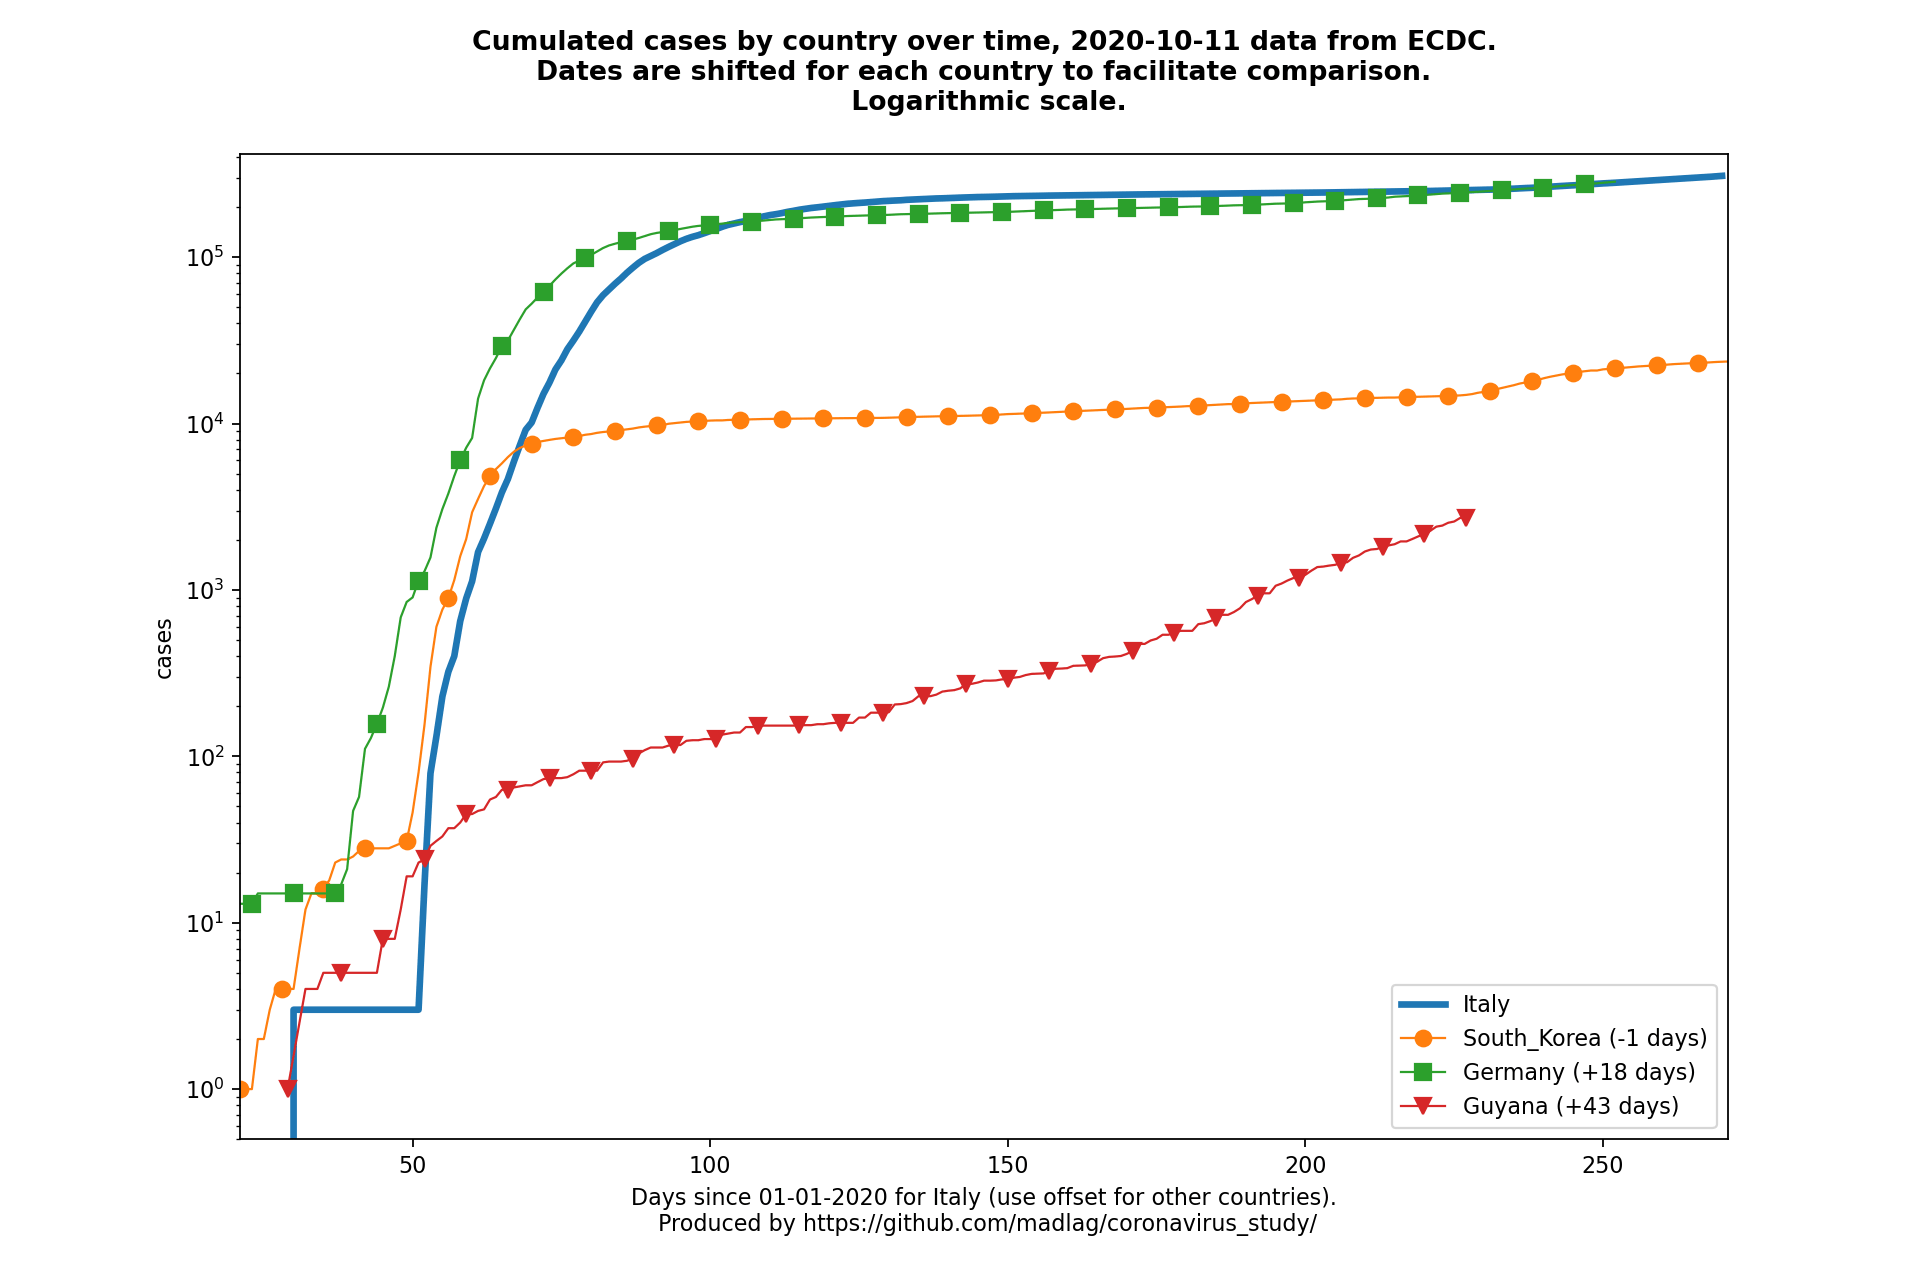 Cumulated cases by country over time, 2020-10-11 data from ECDC.
Dates are shifted for each country to facilitate comparison.
Logarithmic scale.
cases
10^5
10^4
10^3
10^2
10^1
10^0
50 100 150 200 250
Italy
South_Korea (-1 days)
Germany (+18 days)
Guyana (+43 days)
Days since 01-01-2020 for Italy (use offset for other countries).
Produced by https://github.com/madlag/coronavirus_study/